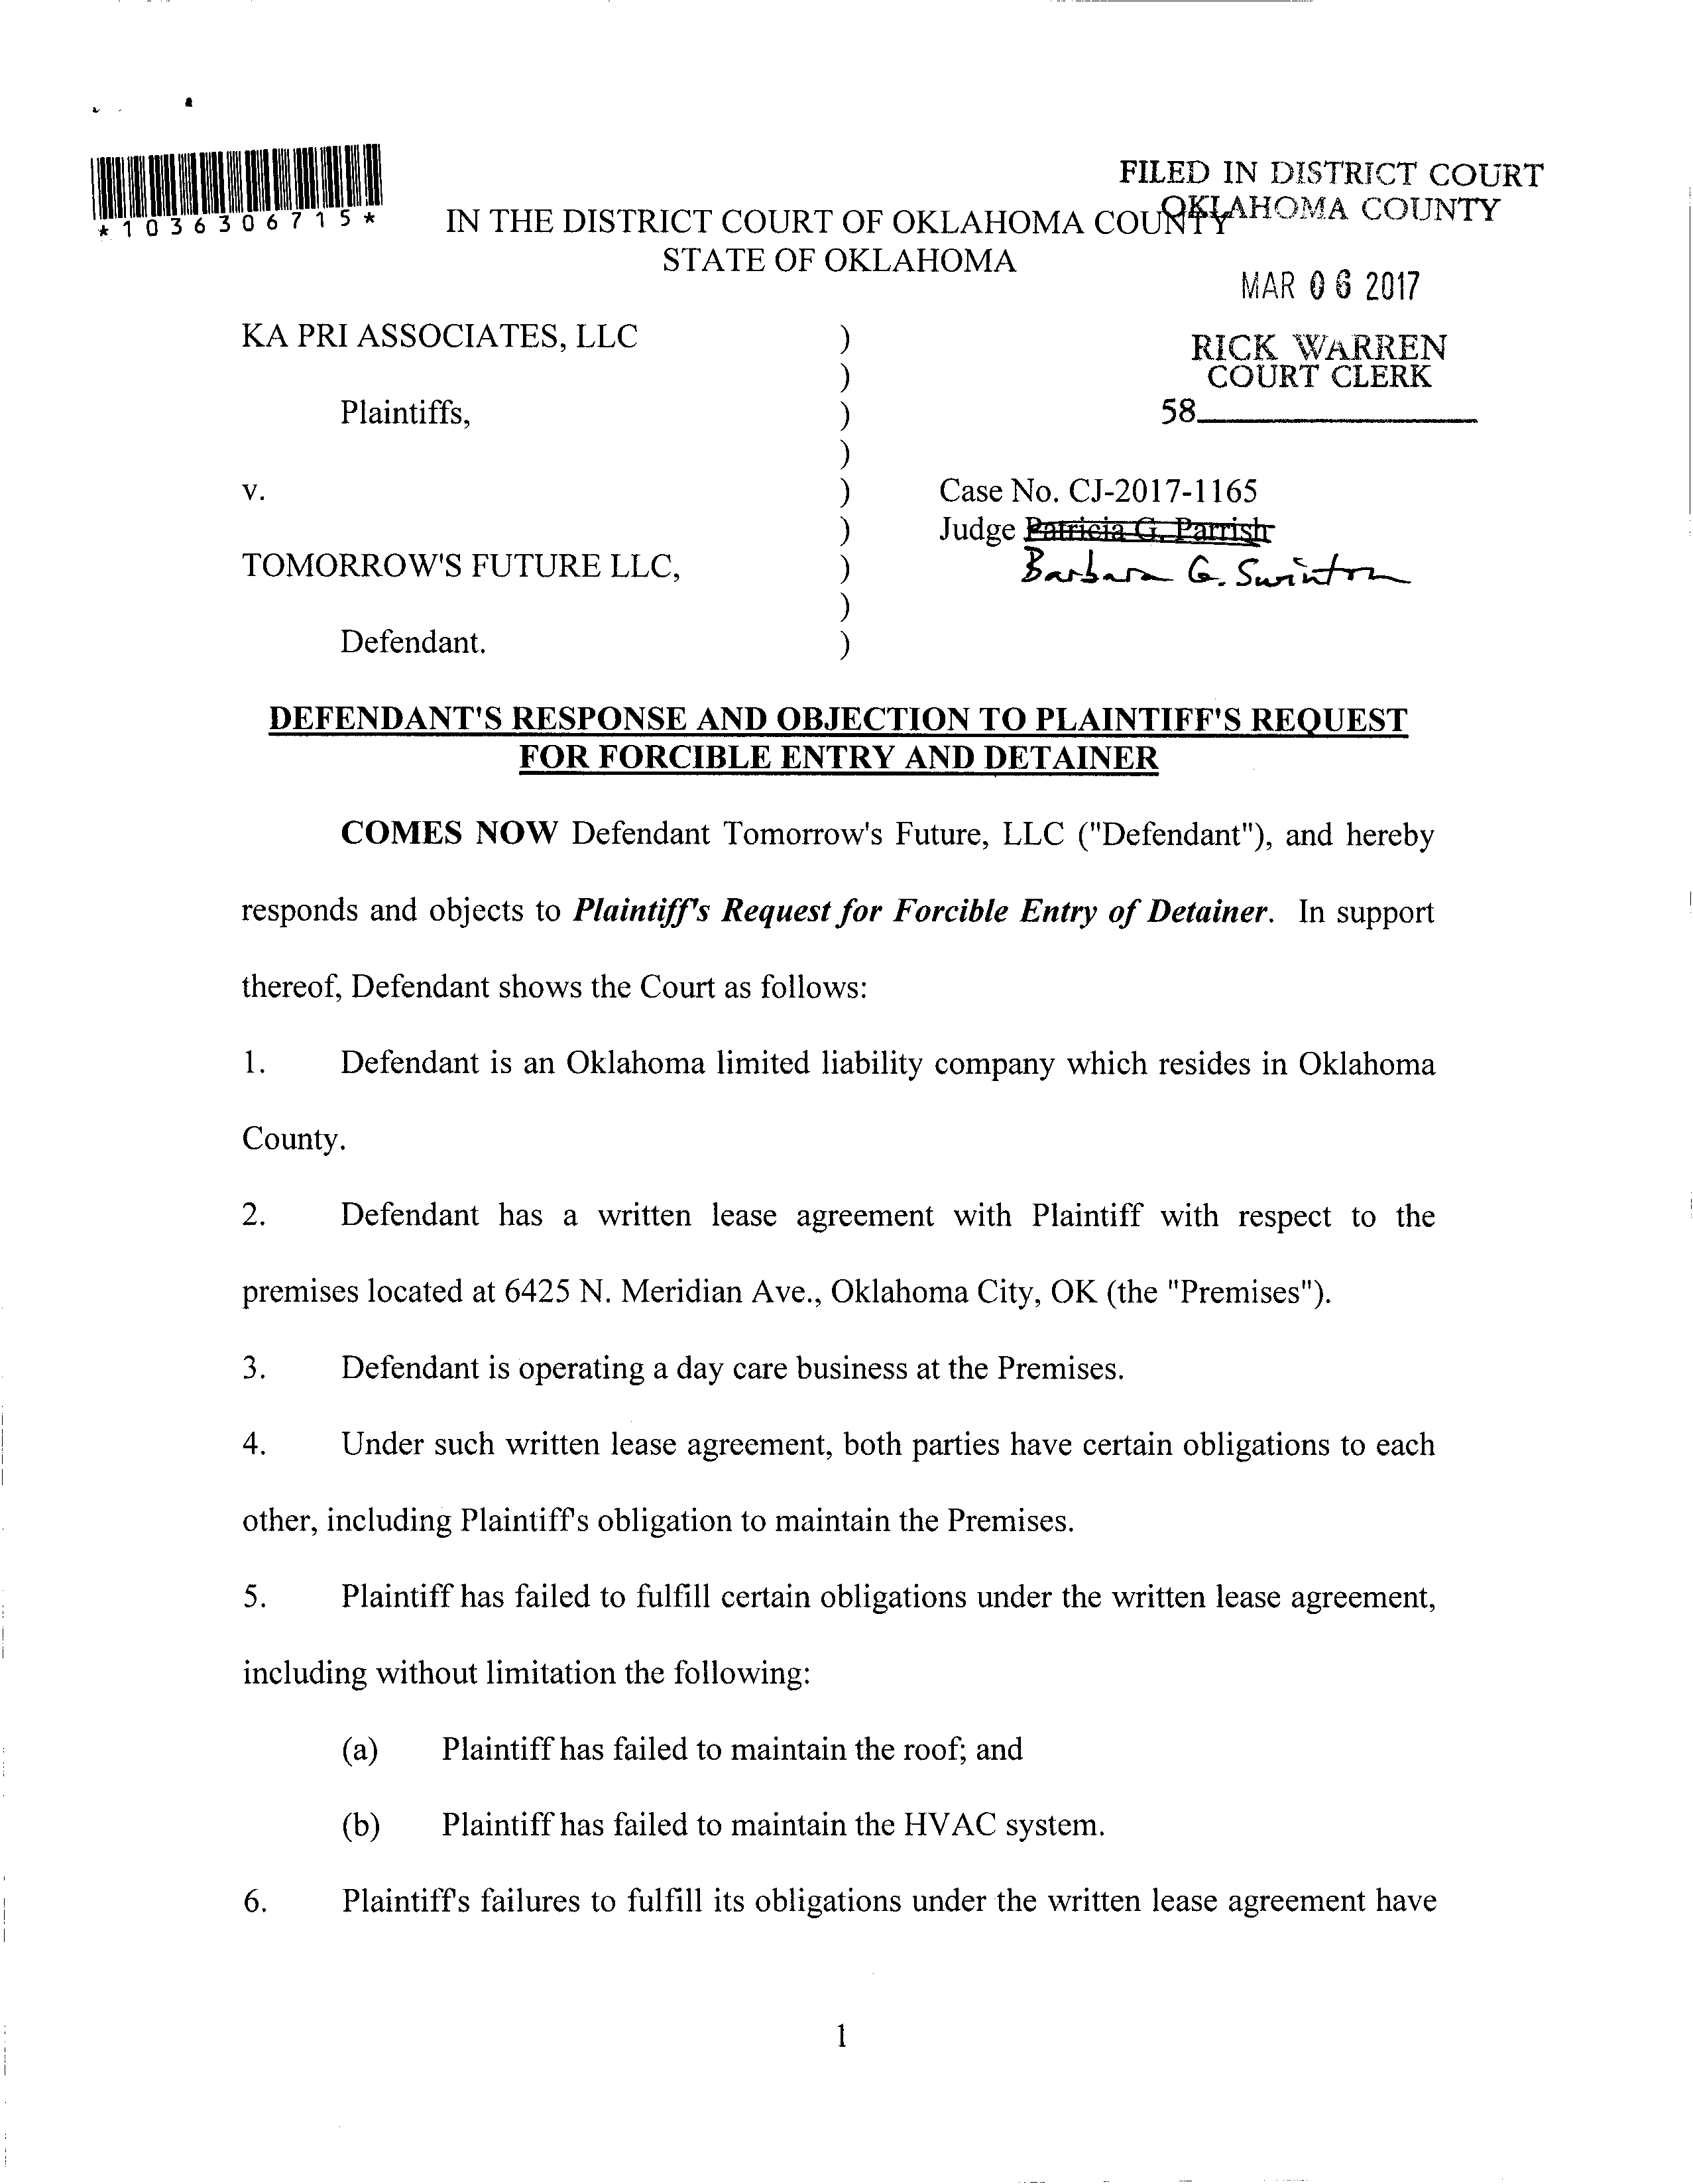 *1036306715*
FILED IN DISTRICT COURT
OKLAHOMA COUNTY
IN THE DISTRICT COURT OF OKLAHOMA COUNTY
STATE OF OKLAHOMA
MAR 06 2017
RICK WARREN
COURT CLERK
58
KA PRI ASSOCIATES, LLC )
)
Plaintiffs, )
)
v. ) Case No. CJ-2017-1165
) Judge Patricia G. Parrish
Barbara G. Swinton
TOMORROW'S FUTURE LLC, )
)
Defendant. )
DEFENDANT'S RESPONSE AND OBJECTION TO PLAINTIFF'S REQUEST
FOR FORCIBLE ENTRY AND DETAINER
COMES NOW Defendant Tomorrow's Future, LLC ("Defendant"), and hereby
responds and objects to Plaintiff's Request for Forcible Entry of Detainer. In support
thereof, Defendant shows the Court as follows:
1. Defendant is an Oklahoma limited liability company which resides in Oklahoma
County.
2. Defendant has a written lease agreement with Plaintiff with respect to the
premises located at 6425 N. Meridian Ave., Oklahoma City, OK (the "Premises").
3. Defendant is operating a day care business at the Premises.
4. Under such written lease agreement, both parties have certain obligations to each
other, including Plaintiff's obligation to maintain the Premises.
5. Plaintiff has failed to fulfill certain obligations under the written lease agreement,
including without limitation the following:
(a) Plaintiff has failed to maintain the roof; and
(b) Plaintiff has failed to maintain the HVAC system.
6. Plaintiff's failures to fulfill its obligations under the written lease agreement have
1